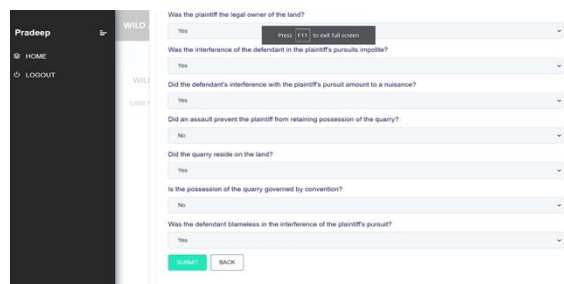 Pradeep
HOME
LOGOUT
WILD
WIL
CASE
Was the plaintiff the legal owner of the land?
Yes
Press F11 to exit full screen
Was the interference of the defendant in the plaintiff's pursuits impolite?
Yes
Did the defendant's interference with the plaintiff's pursuit amount to a nuisance?
Yes
Did an assault prevent the plaintiff from retaining possession of the quarry?
No
Did the quarry reside on the land?
Yes
Is the possession of the quarry governed by convention?
No
Was the defendant blameless in the interference of the plaintiff's pursuit?
Yes
SUBMIT BACK